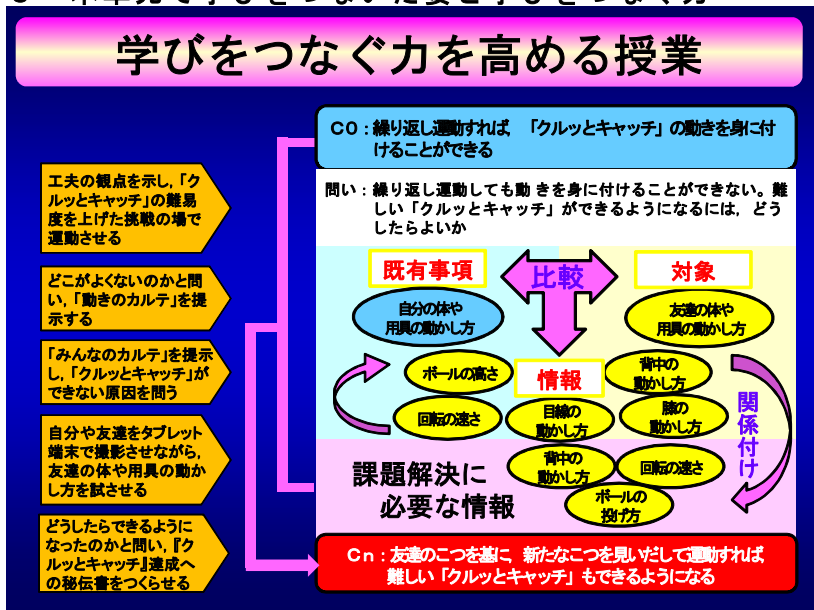 学びをつなぐ力を高める授業
C0：繰り返し運動すれば，「クルッとキャッチ」の動きを身に付
けることができる
問い：繰り返し運動しても動きを身に付けることができない。難
しい「クルッとキャッチ」ができるようになるには，どう
したらよいか
工夫の観点を示し，「ク
ルッとキャッチ」の難易
度を上げた挑戦の場で
運動させる
どこがよくないのかと問
い，「動きのカルテ」を提
示する
「みんなのカルテ」を提示
し，「クルッとキャッチ」が
できない原因を問う
自分や友達をタブレット
端末で撮影させながら，
友達の体や用具の動か
し方を試させる
どうしたらできるように
なったのかと問い，『ク
ルッとキャッチ』達成へ
の秘伝書をつくらせる
既有事項
比較
対象
自分の体や
用具の動かし方
友達の体や
用具の動かし方
ボールの高さ
情報
背中の
動かし方
回転の速さ
目線の
動かし方
膝の
動かし方
関係付け
課題解決に
必要な情報
背中の
動かし方
回転の速さ
ボールの
投げ方
Cn：友達のこつを基に，新たなこつを見いだして運動すれば，
難しい「クルッとキャッチ」もできるようになる